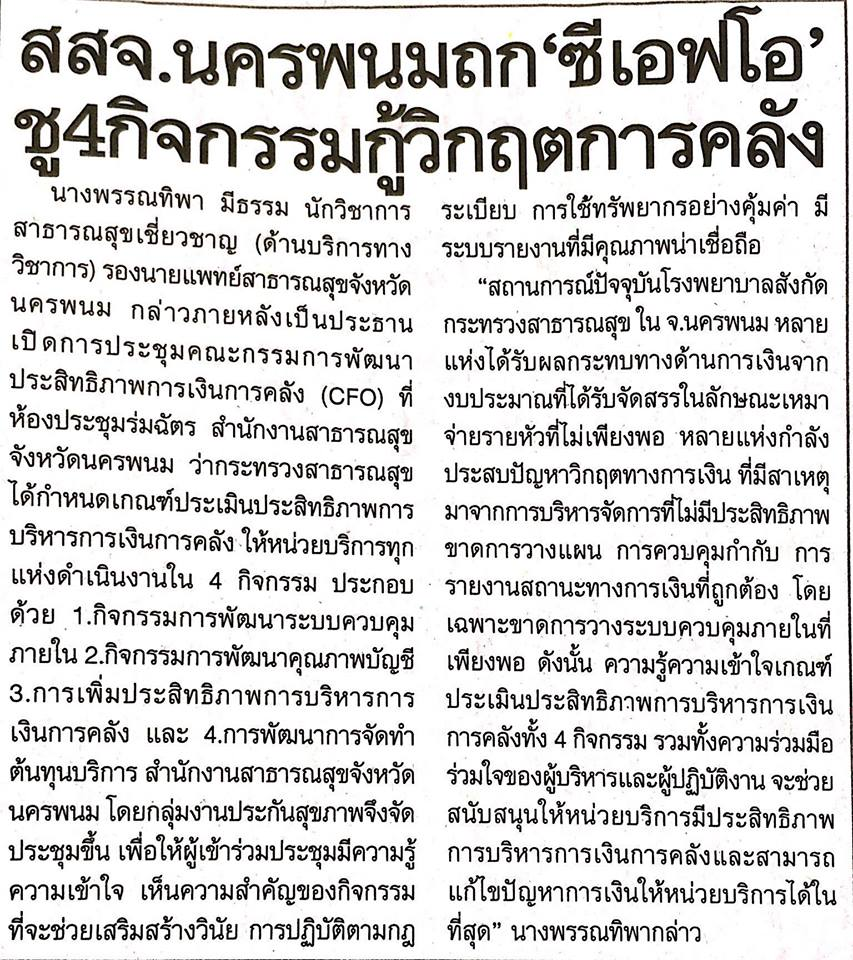 สสจ.นครพนมถก‘ซีเอฟโอ’
ชู4กิจกรรมกู้วิกฤตการคลัง
นางพรรณทิพา มีธรรม นักวิชาการ
สาธารณสุขเชี่ยวชาญ (ด้านบริการทาง
วิชาการ) รองนายแพทย์สาธารณสุขจังหวัด
นครพนม กล่าวภายหลังเป็นประธาน
เปิดการประชุมคณะกรรมการพัฒนา
ประสิทธิภาพการเงินการคลัง (CFO) ที่
ห้องประชุมร่มฉัตร สำนักงานสาธารณสุข
จังหวัดนครพนม ว่ากระทรวงสาธารณสุข
ได้กำหนดเกณฑ์ประเมินประสิทธิภาพการ
บริหารการเงินการคลัง ให้หน่วยบริการทุก
แห่งดำเนินงานใน 4 กิจกรรม ประกอบ
ด้วย 1.กิจกรรมการพัฒนาระบบควบคุม
ภายใน 2.กิจกรรมการพัฒนาคุณภาพบัญชี
3.การเพิ่มประสิทธิภาพการบริหารการ
เงินการคลัง และ 4.การพัฒนาการจัดทำ
ต้นทุนบริการ สำนักงานสาธารณสุขจังหวัด
นครพนม โดยกลุ่มงานประกันสุขภาพจึงจัด
ประชุมขึ้น เพื่อให้ผู้เข้าร่วมประชุมมีความรู้
ความเข้าใจ เห็นความสำคัญของกิจกรรม
ที่จะช่วยเสริมสร้างวินัย การปฏิบัติตามกฎ
ระเบียบ การใช้ทรัพยากรอย่างคุ้มค่า มี
ระบบรายงานที่มีคุณภาพน่าเชื่อถือ
“สถานการณ์ปัจจุบันโรงพยาบาลสังกัด
กระทรวงสาธารณสุข ใน จ.นครพนม หลาย
แห่งได้รับผลกระทบทางด้านการเงินจาก
งบประมาณที่ได้รับจัดสรรในลักษณะเหมา
จ่ายรายหัวที่ไม่เพียงพอ หลายแห่งกำลัง
ประสบปัญหาวิกฤตทางการเงิน ที่มีสาเหตุ
มาจากการบริหารจัดการที่ไม่มีประสิทธิภาพ
ขาดการวางแผน การควบคุมกำกับ การ
รายงานสถานะทางการเงินที่ถูกต้อง โดย
เฉพาะขาดการวางระบบควบคุมภายในที่
เพียงพอ ดังนั้น ความรู้ความเข้าใจเกณฑ์
ประเมินประสิทธิภาพการบริหารการเงิน
การคลังทั้ง 4 กิจกรรม รวมทั้งความร่วมมือ
ร่วมใจของผู้บริหารและผู้ปฏิบัติงาน จะช่วย
สนับสนุนให้หน่วยบริการมีประสิทธิภาพ
การบริหารการเงินการคลังและสามารถ
แก้ไขปัญหาการเงินให้หน่วยบริการได้ใน
ที่สุด” นางพรรณทิพากล่าว